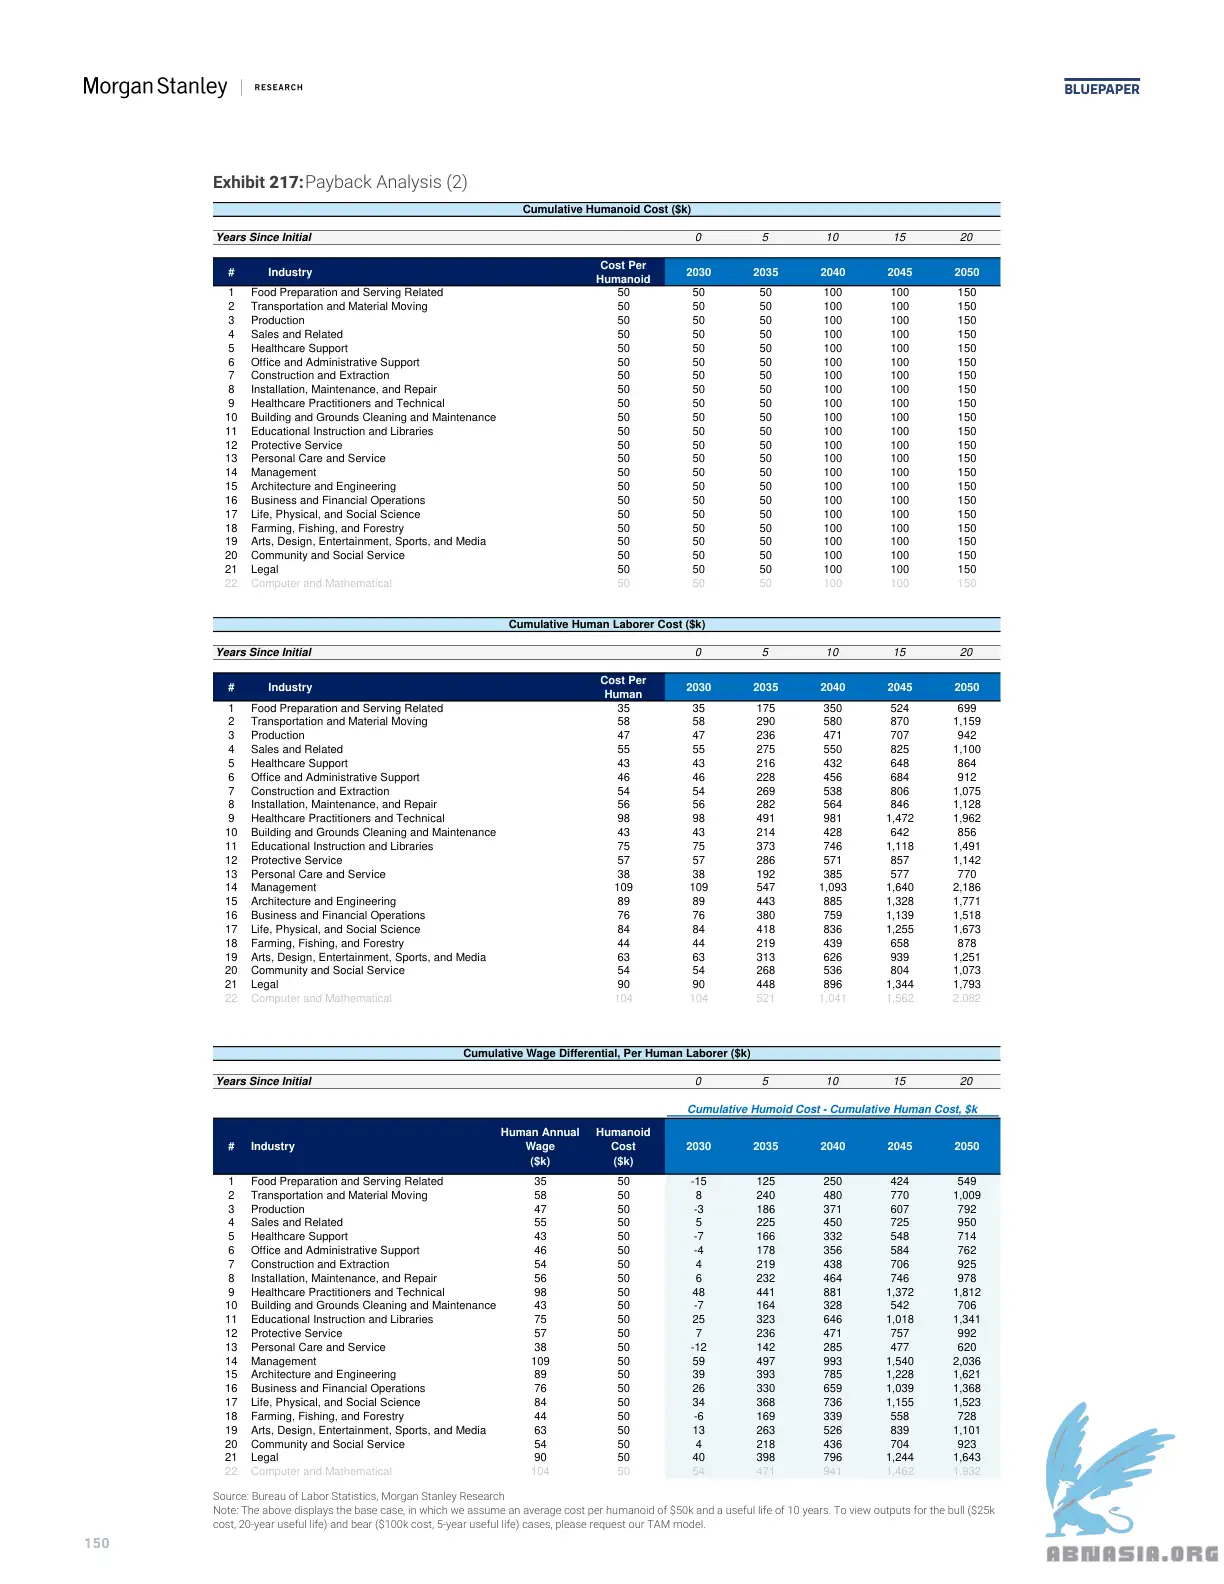 Morgan Stanley | RESEARCH
BLUEPAPER
Exhibit 217: Payback Analysis (2)
Cumulative Humanoid Cost ($k)
Years Since Initial 0 5 10 15 20
# Industry Cost Per Humanoid 2030 2035 2040 2045 2050
1 Food Preparation and Serving Related 50 50 50 100 100 150
2 Transportation and Material Moving 50 50 50 100 100 150
3 Production 50 50 50 100 100 150
4 Sales and Related 50 50 50 100 100 150
5 Healthcare Support 50 50 50 100 100 150
6 Office and Administrative Support 50 50 50 100 100 150
7 Construction and Extraction 50 50 50 100 100 150
8 Installation, Maintenance, and Repair 50 50 50 100 100 150
9 Healthcare Practitioners and Technical 50 50 50 100 100 150
10 Building and Grounds Cleaning and Maintenance 50 50 50 100 100 150
11 Educational Instruction and Libraries 50 50 50 100 100 150
12 Protective Service 50 50 50 100 100 150
13 Personal Care and Service 50 50 50 100 100 150
14 Management 50 50 50 100 100 150
15 Architecture and Engineering 50 50 50 100 100 150
16 Business and Financial Operations 50 50 50 100 100 150
17 Life, Physical, and Social Science 50 50 50 100 100 150
18 Farming, Fishing, and Forestry 50 50 50 100 100 150
19 Arts, Design, Entertainment, Sports, and Media 50 50 50 100 100 150
20 Community and Social Service 50 50 50 100 100 150
21 Legal 50 50 50 100 100 150
22 Computer and Mathematical 50 50 50 100 100 150
Cumulative Human Laborer Cost ($k)
Years Since Initial 0 5 10 15 20
# Industry Cost Per Human 2030 2035 2040 2045 2050
1 Food Preparation and Serving Related 35 35 175 350 524 699
2 Transportation and Material Moving 58 58 290 580 870 1,159
3 Production 47 47 236 471 707 942
4 Sales and Related 55 55 275 550 825 1,100
5 Healthcare Support 43 43 216 432 648 864
6 Office and Administrative Support 46 46 228 456 684 912
7 Construction and Extraction 54 54 269 538 806 1,075
8 Installation, Maintenance, and Repair 56 56 282 564 846 1,128
9 Healthcare Practitioners and Technical 98 98 491 981 1,472 1,962
10 Building and Grounds Cleaning and Maintenance 43 43 214 428 642 856
11 Educational Instruction and Libraries 75 75 373 746 1,118 1,491
12 Protective Service 57 57 286 571 857 1,142
13 Personal Care and Service 38 38 192 385 577 770
14 Management 109 109 547 1,093 1,640 2,186
15 Architecture and Engineering 89 89 443 885 1,328 1,771
16 Business and Financial Operations 76 76 380 759 1,139 1,518
17 Life, Physical, and Social Science 84 84 418 836 1,255 1,673
18 Farming, Fishing, and Forestry 44 44 219 439 658 878
19 Arts, Design, Entertainment, Sports, and Media 63 63 313 626 939 1,251
20 Community and Social Service 54 54 268 536 804 1,073
21 Legal 90 90 448 896 1,344 1,793
22 Computer and Mathematical 104 104 521 1,041 1,562 2,082
Cumulative Wage Differential, Per Human Laborer ($k)
Years Since Initial 0 5 10 15 20
Cumulative Humoid Cost - Cumulative Human Cost, $k
# Industry Human Annual Wage ($k) Humanoid Cost ($k) 2030 2035 2040 2045 2050
1 Food Preparation and Serving Related 35 50 -15 125 250 424 549
2 Transportation and Material Moving 58 50 8 240 480 770 1,009
3 Production 47 50 -3 186 371 607 792
4 Sales and Related 55 50 5 225 450 725 950
5 Healthcare Support 43 50 -7 166 332 548 714
6 Office and Administrative Support 46 50 -4 178 356 584 762
7 Construction and Extraction 54 50 4 219 438 706 925
8 Installation, Maintenance, and Repair 56 50 6 232 464 746 978
9 Healthcare Practitioners and Technical 98 50 48 441 881 1,372 1,812
10 Building and Grounds Cleaning and Maintenance 43 50 -7 164 328 542 706
11 Educational Instruction and Libraries 75 50 25 323 646 1,018 1,341
12 Protective Service 57 50 7 236 471 757 992
13 Personal Care and Service 38 50 -12 142 285 477 620
14 Management 109 50 59 497 993 1,540 2,036
15 Architecture and Engineering 89 50 39 393 785 1,228 1,621
16 Business and Financial Operations 76 50 26 330 659 1,039 1,368
17 Life, Physical, and Social Science 84 50 34 368 736 1,155 1,523
18 Farming, Fishing, and Forestry 44 50 -6 169 339 558 728
19 Arts, Design, Entertainment, Sports, and Media 63 50 13 263 526 839 1,101
20 Community and Social Service 54 50 4 218 436 704 923
21 Legal 90 50 40 398 796 1,244 1,643
22 Computer and Mathematical 104 50 54 471 941 1,462 1,932
Source: Bureau of Labor Statistics, Morgan Stanley Research
Note: The above displays the base case, in which we assume an average cost per humanoid of $50k and a useful life of 10 years. To view outputs for the bull ($25k
cost, 20-year useful life) and bear ($100k cost, 5-year useful life) cases, please request our TAM model.
150
ABNASIA.ORG